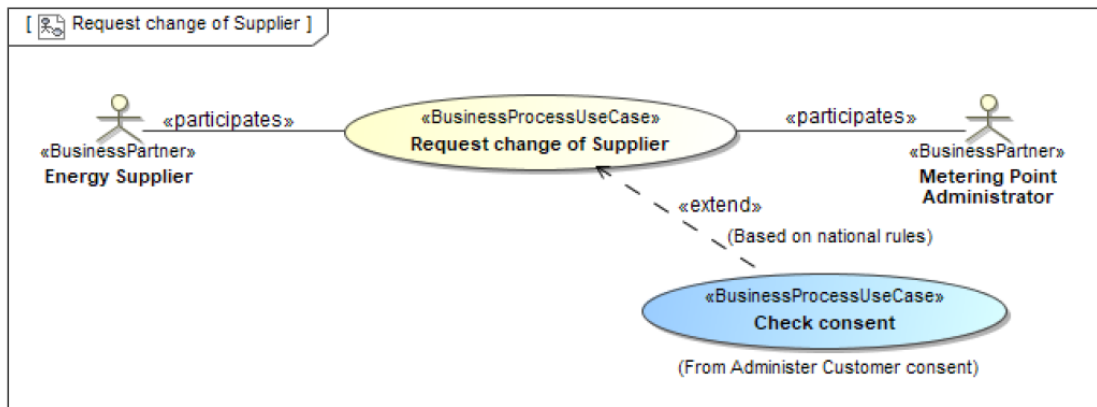 [ Request change of Supplier ]
«participates»
«BusinessPartner»
Energy Supplier
«BusinessProcessUseCase»
Request change of Supplier
«participates»
«BusinessPartner»
Metering Point
Administrator
«extend»
(Based on national rules)
«BusinessProcessUseCase»
Check consent
(From Administer Customer consent)